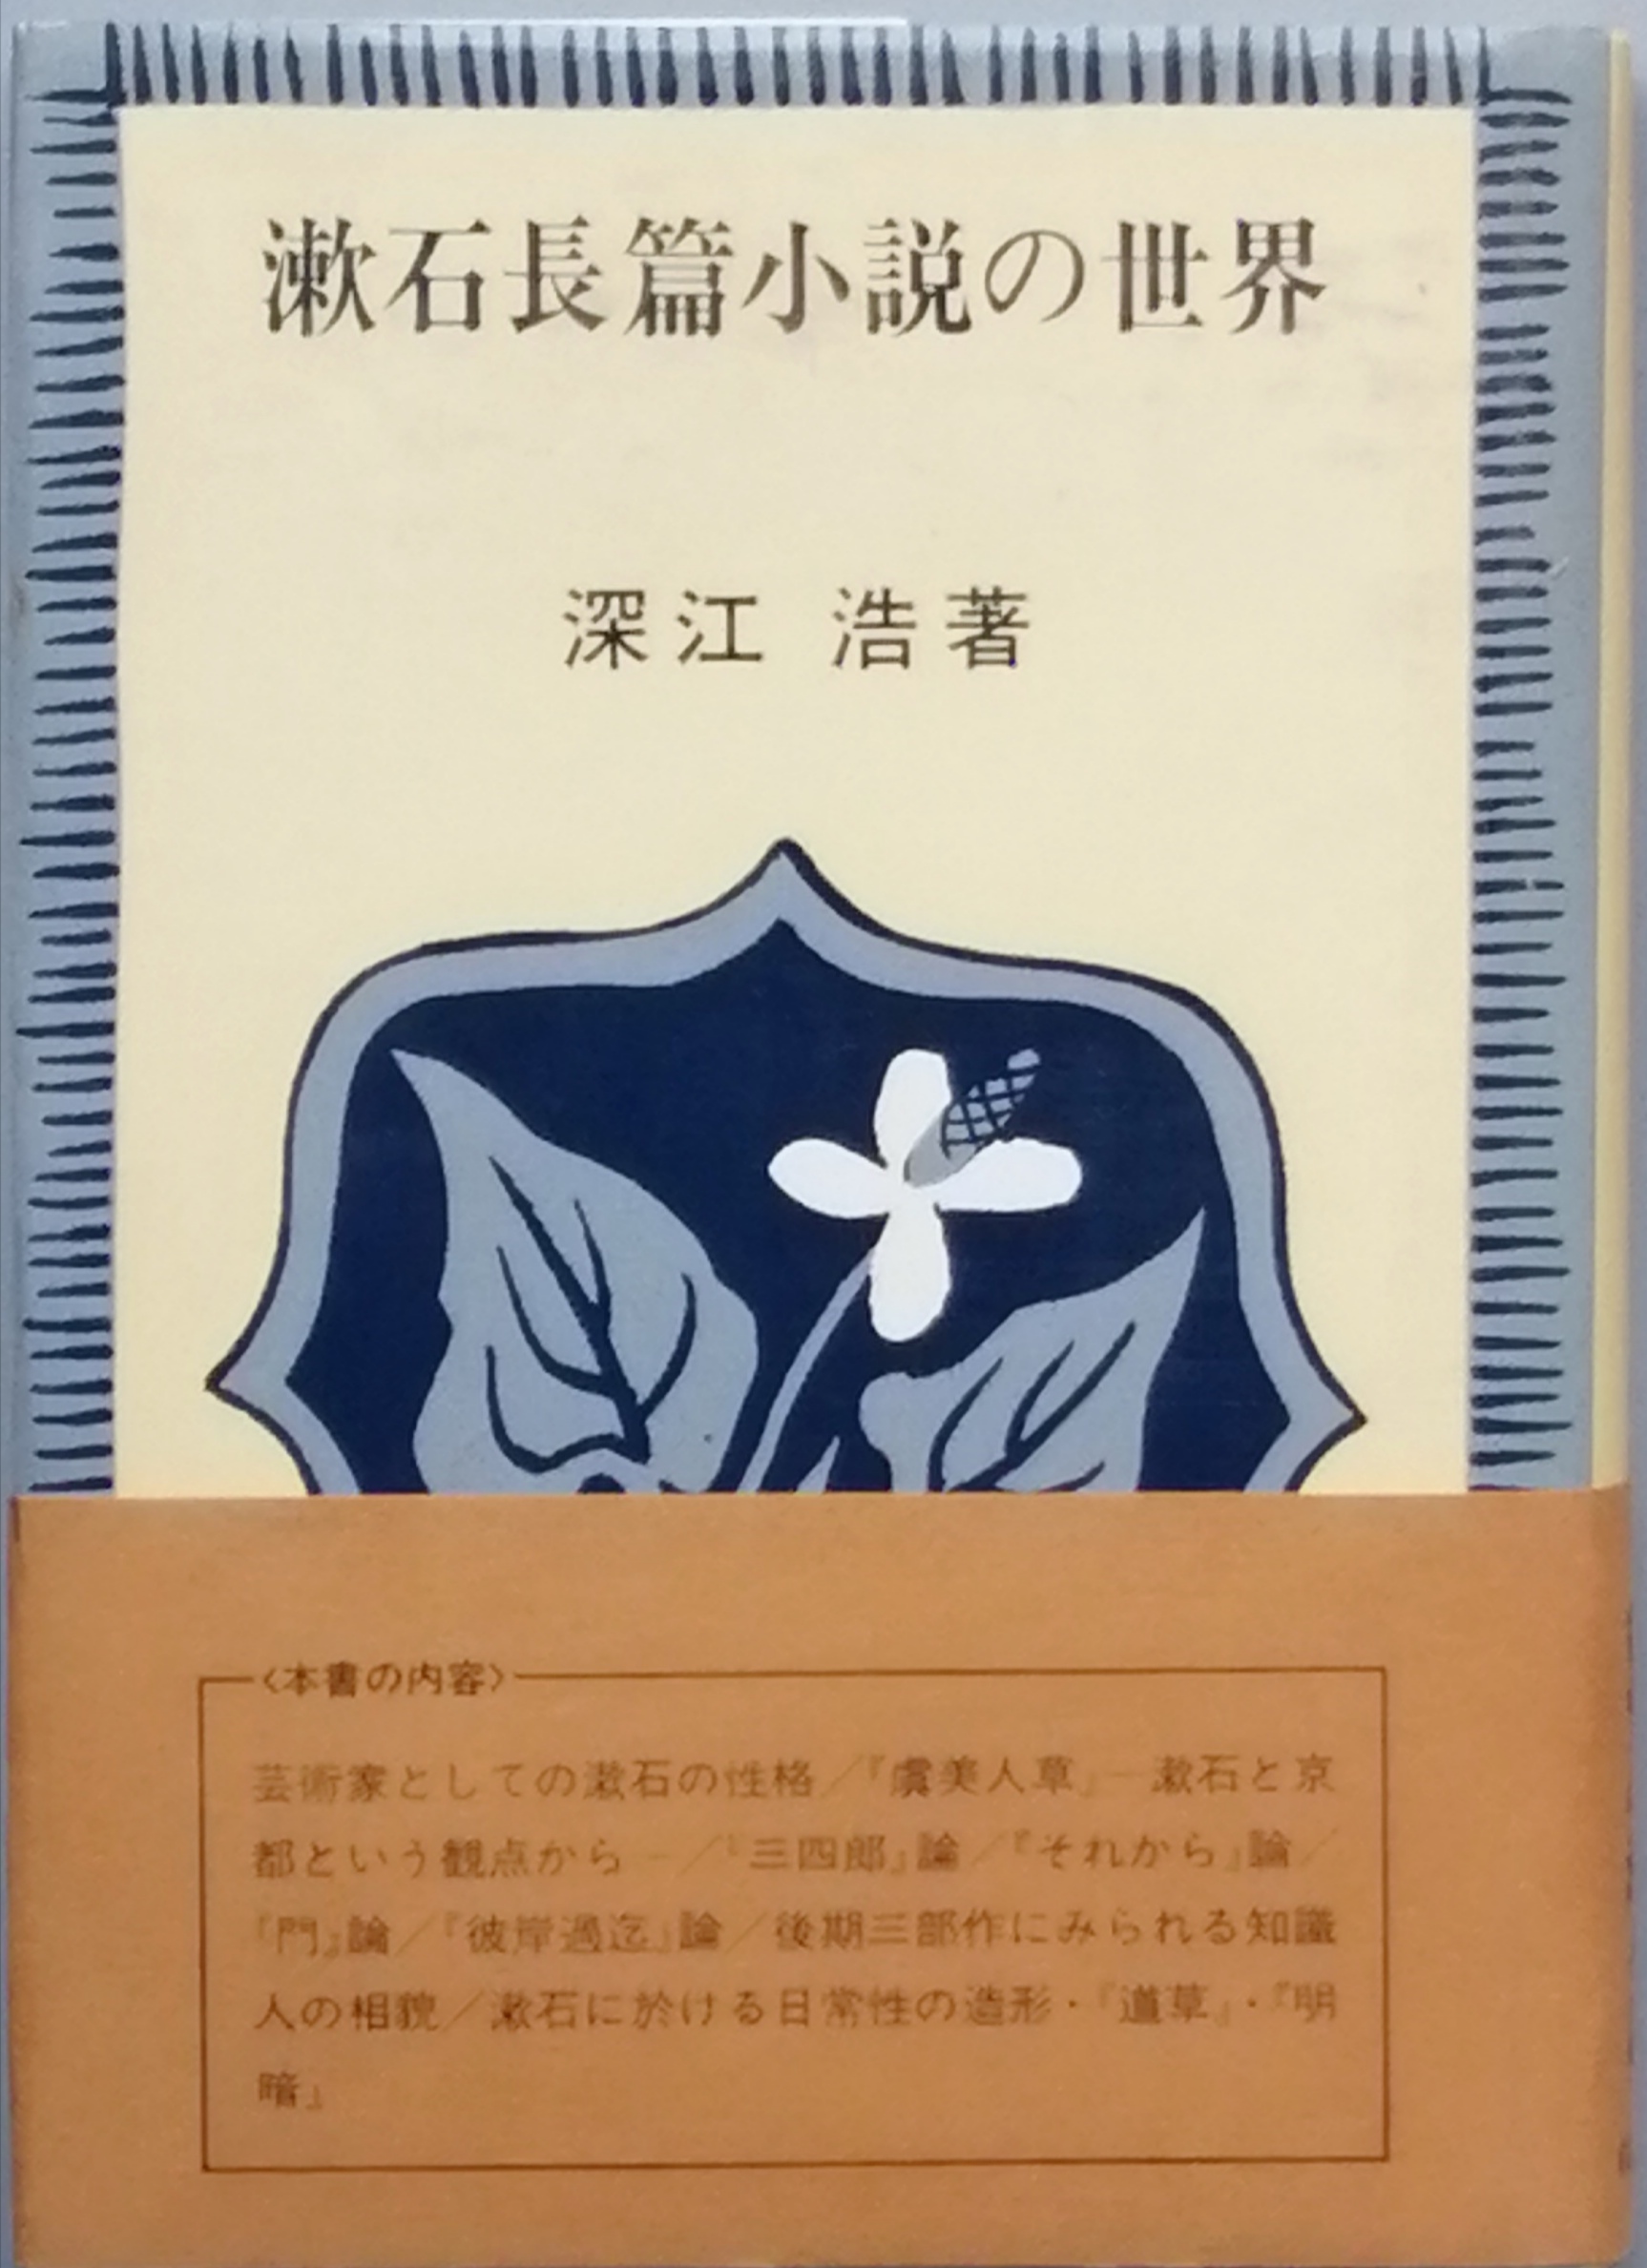 漱石長篇小説の世界
深江 浩著
〈本書の内容〉
芸術家としての漱石の性格／『虞美人草』―漱石と京
都という観点から―／『三四郎』論／『それから』論／
『門』論／『彼岸過迄』論／後期三部作にみられる知識
人の相貌／漱石に於ける日常性の造形・『道草』・『明
暗』